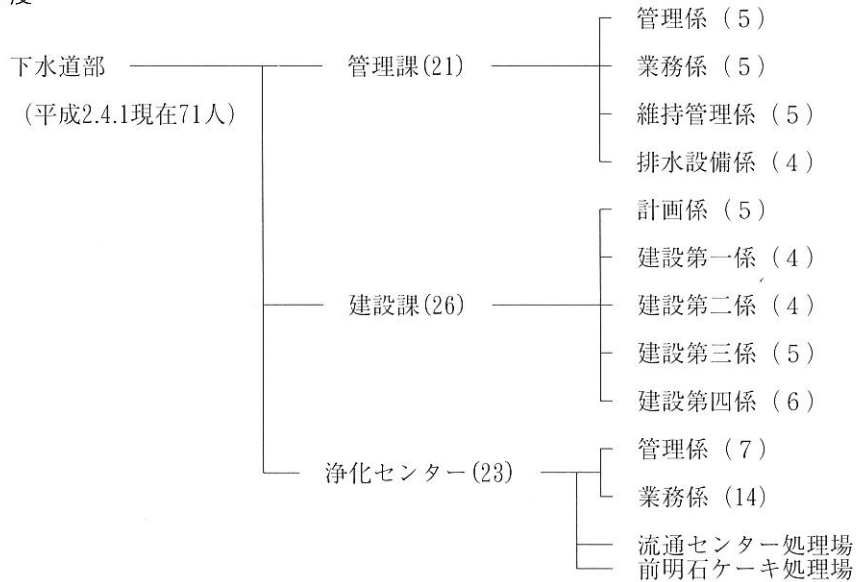 管理係(5)
下水道部 管理課(21) 業務係(5)
(平成2.4.1現在71人) 維持管理係(5)
排水設備係(4)
計画係(5)
建設第一係(4)
建設課(26) 建設第二係(4)
建設第三係(5)
建設第四係(6)
管理係(7)
浄化センター(23)
業務係(14)
流通センター処理場
前明石ケーキ処理場